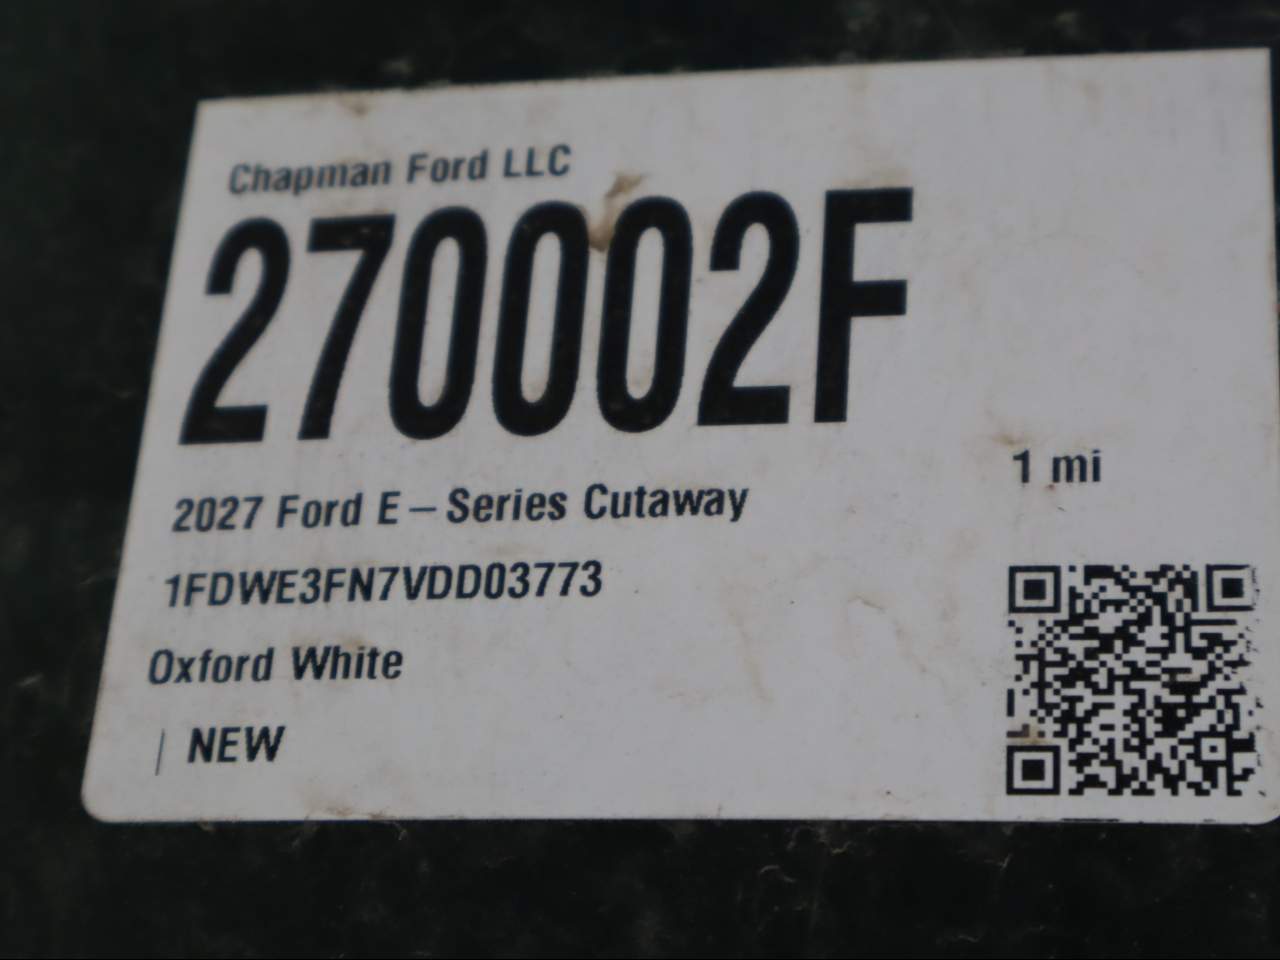 Chapman Ford LLC
270002F
2027 Ford E-Series Cutaway
1 mi
1FDWE3FN7VDD03773
Oxford White
| NEW